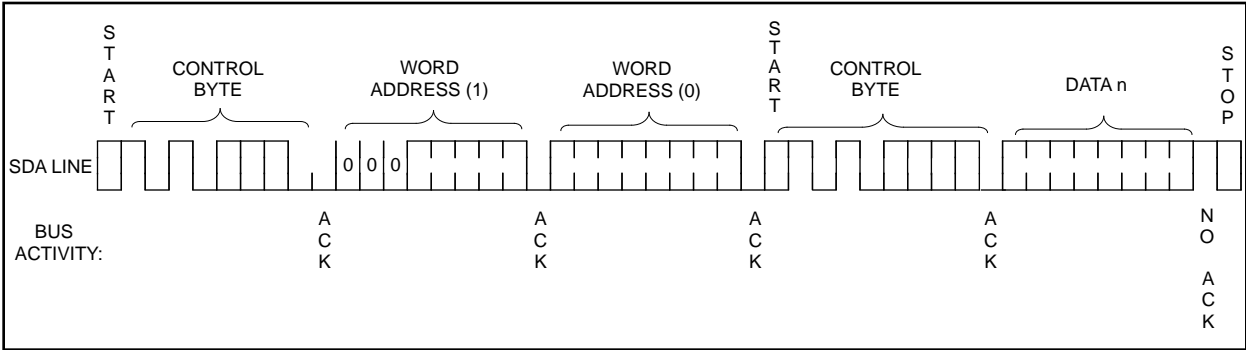 START
CONTROL
BYTE
WORD
ADDRESS (1)
WORD
ADDRESS (0)
START
CONTROL
BYTE
DATA n
STOP
SDA LINE
0 0 0
BUS
ACTIVITY:
ACK
ACK
ACK
ACK
NO ACK